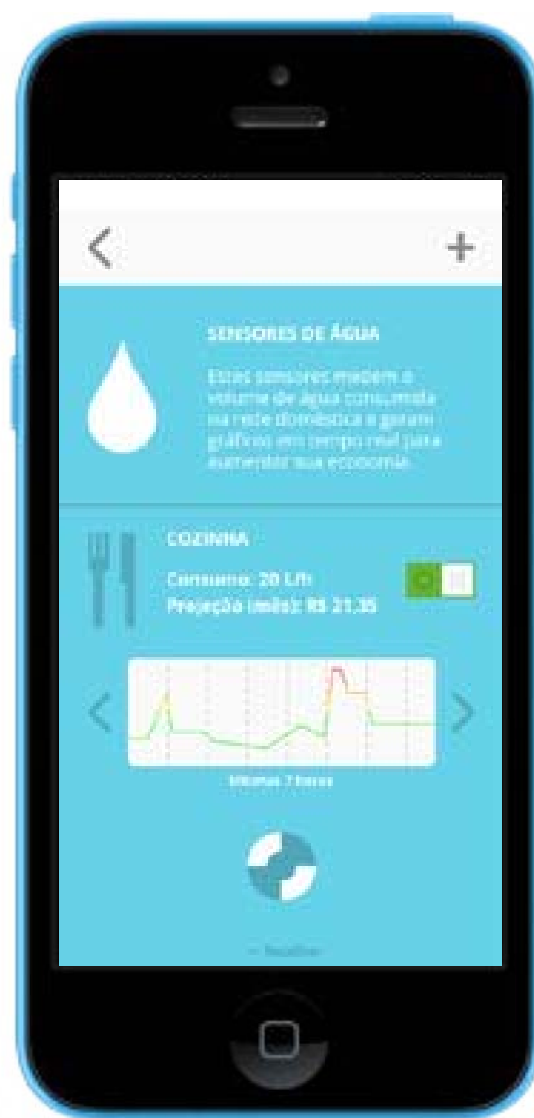 SENSORES DE ÁGUA
Estes sensores medem o
volume de água consumida
na rede doméstica e geram
gráficos em tempo real para
aumentar sua economia.
COZINHA
Consumo: 20 L/h
Projeção (mês): R$ 21,35
últimas 7 horas